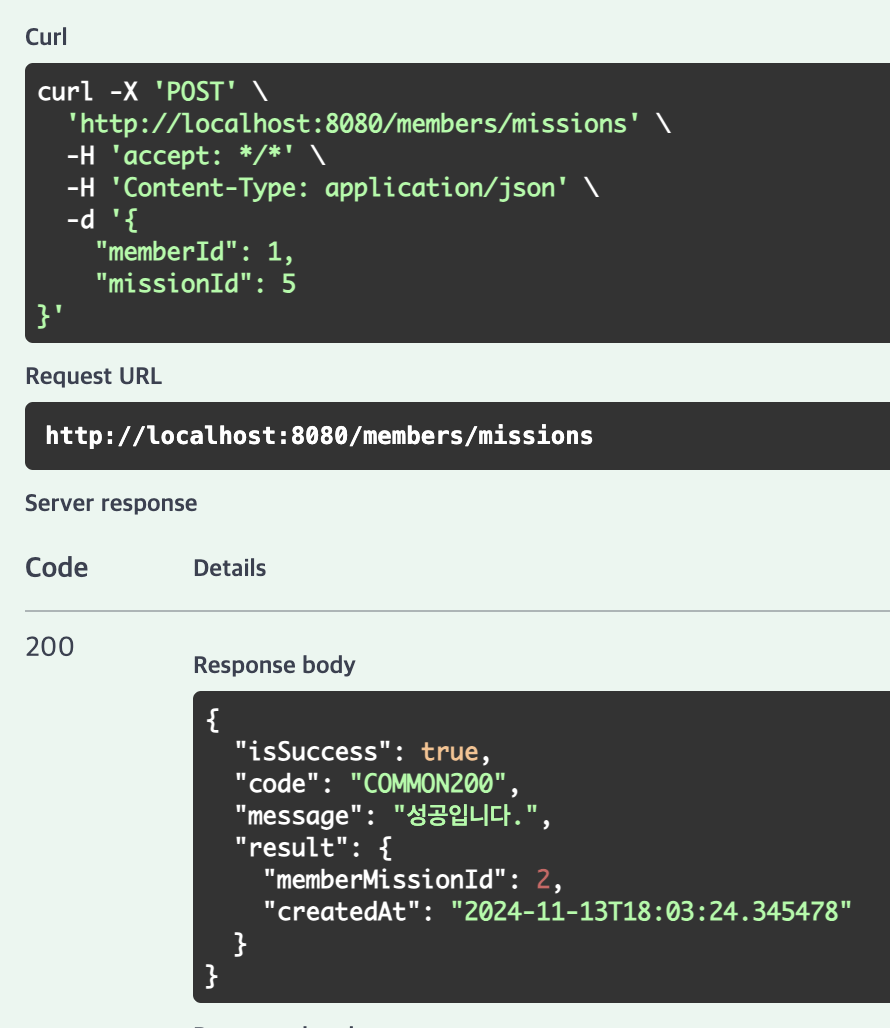 Curl
curl -X 'POST' \
  'http://localhost:8080/members/missions' \
  -H 'accept: */*' \
  -H 'Content-Type: application/json' \
  -d '{
    "memberId": 1,
    "missionId": 5
}'
Request URL
http://localhost:8080/members/missions
Server response
Code Details
200
Response body
{
  "isSuccess": true,
  "code": "COMMON200",
  "message": "성공입니다.",
  "result": {
    "memberMissionId": 2,
    "createdAt": "2024-11-13T18:03:24.345478"
  }
}